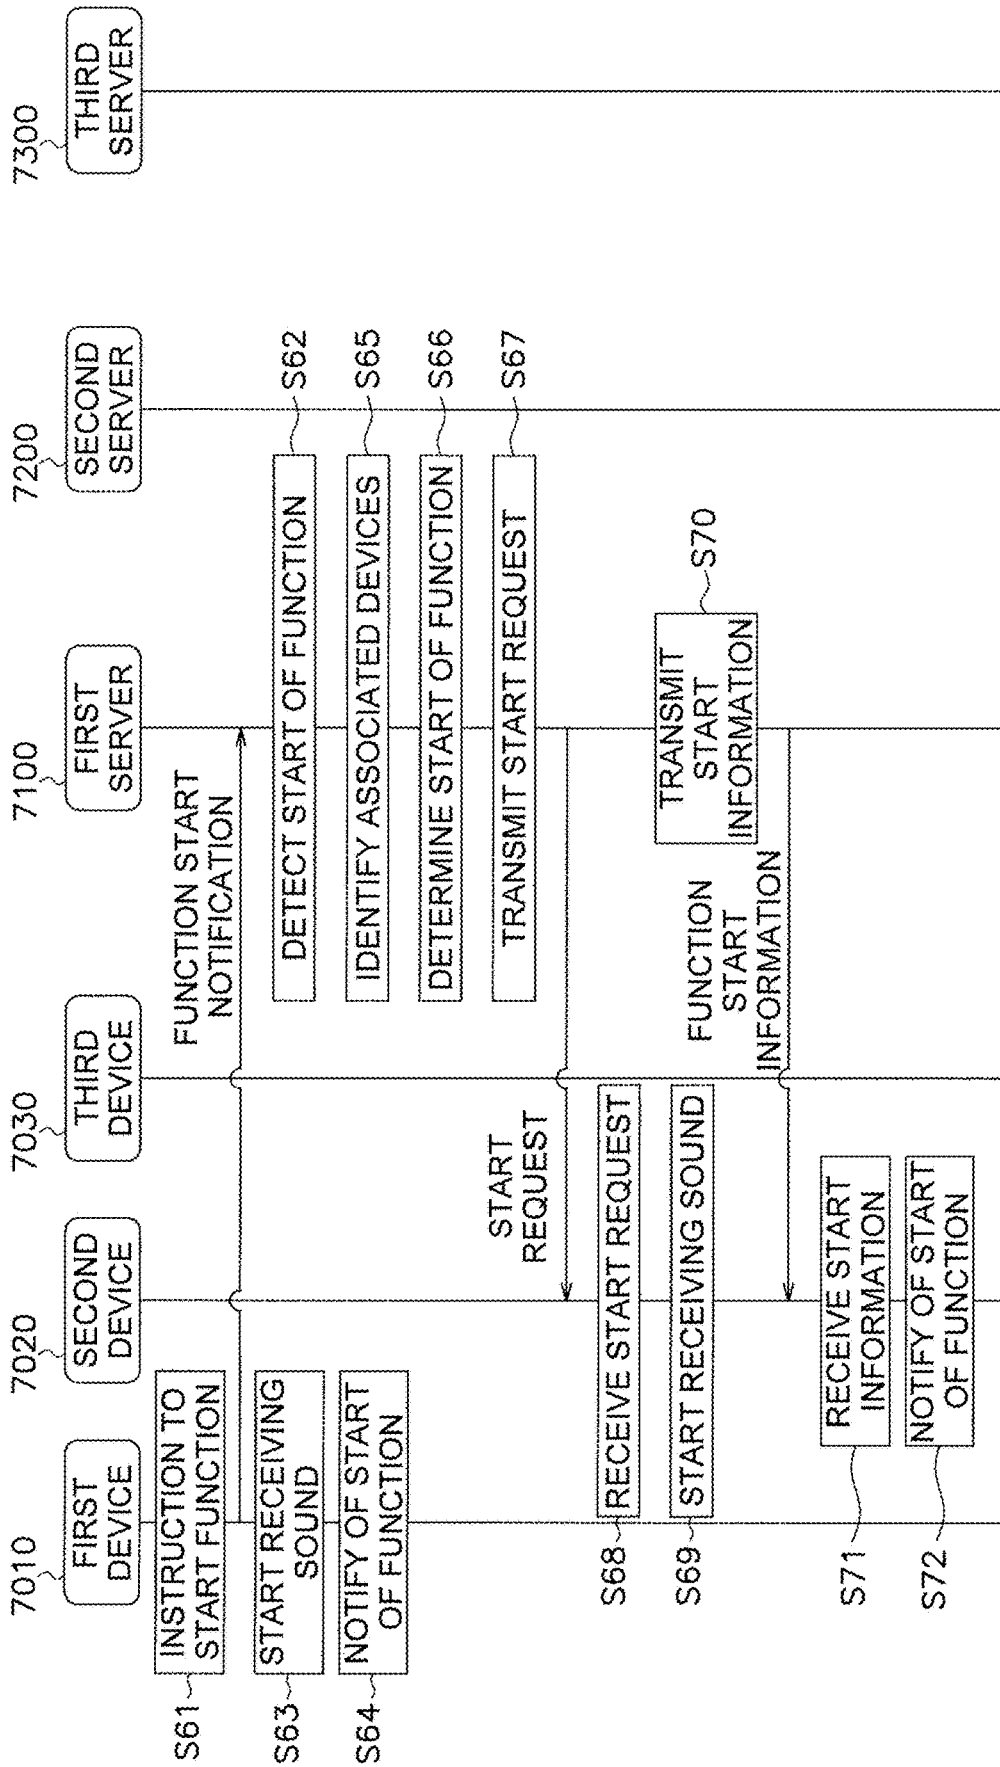 7010
FIRST
DEVICE
7020
SECOND
DEVICE
7030
THIRD
DEVICE
7100
FIRST
SERVER
7200
SECOND
SERVER
7300
THIRD
SERVER
S61
INSTRUCTION TO
START FUNCTION
FUNCTION START
NOTIFICATION
S63
START RECEIVING
SOUND
DETECT START OF FUNCTION
S62
S64
NOTIFY OF START
OF FUNCTION
IDENTIFY ASSOCIATED DEVICES
S65
DETERMINE START OF FUNCTION
S66
TRANSMIT START REQUEST
S67
START
REQUEST
S68
RECEIVE START REQUEST
S69
START RECEIVING SOUND
TRANSMIT
START
INFORMATION
S70
FUNCTION
START
INFORMATION
S71
RECEIVE START
INFORMATION
S72
NOTIFY OF START
OF FUNCTION